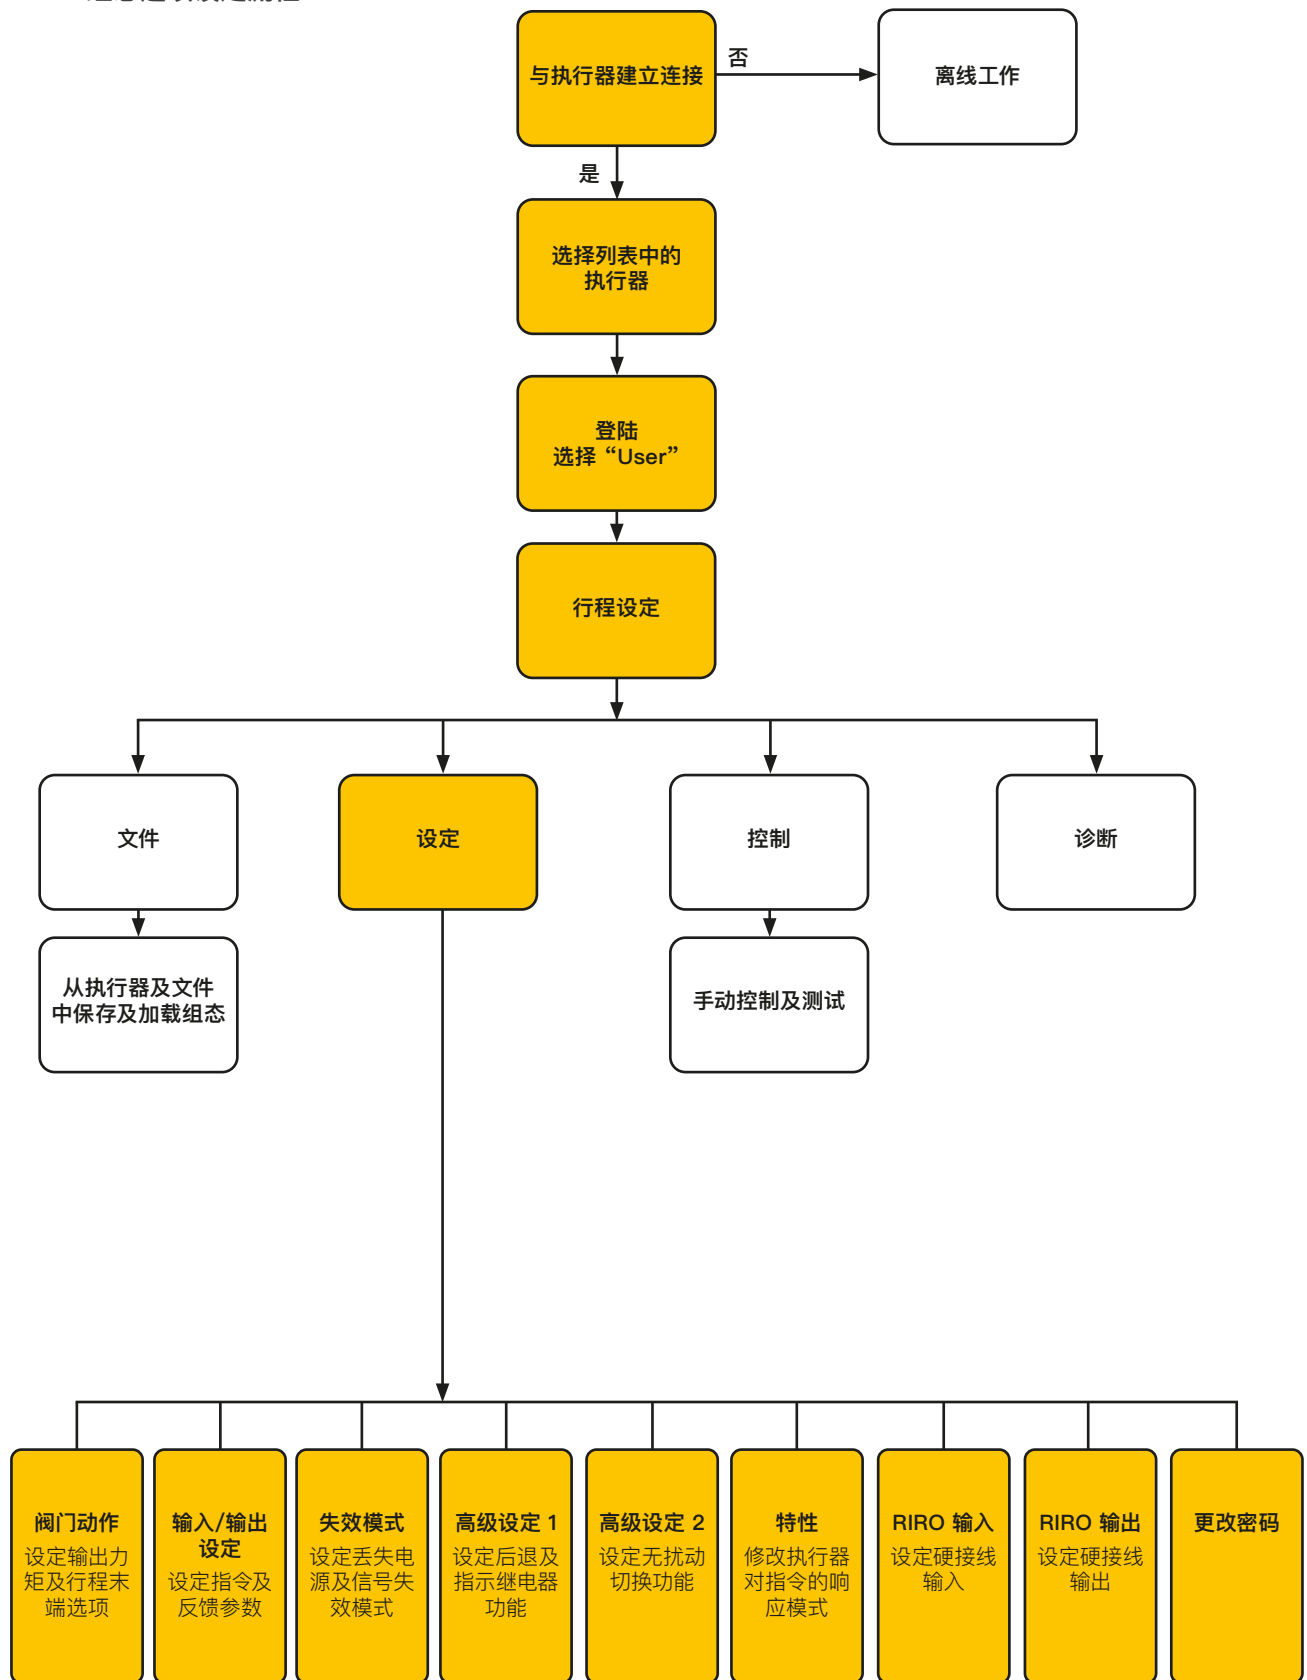 否
与执行器建立连接
离线工作
是
选择列表中的
执行器
登陆
选择“User”
行程设定
文件
设定
控制
诊断
从执行器及文件
中保存及加载组态
手动控制及测试
阀门动作
设定输出力
矩及行程末
端选项
输入/输出
设定
设定指令及
反馈参数
失效模式
设定丢失电
源及信号失
效模式
高级设定 1
设定后退及
指示继电器
功能
高级设定 2
设定无扰动
切换功能
特性
修改执行器
对指令的响
应模式
RIRO 输入
设定硬接线
输入
RIRO 输出
设定硬接线
输出
更改密码